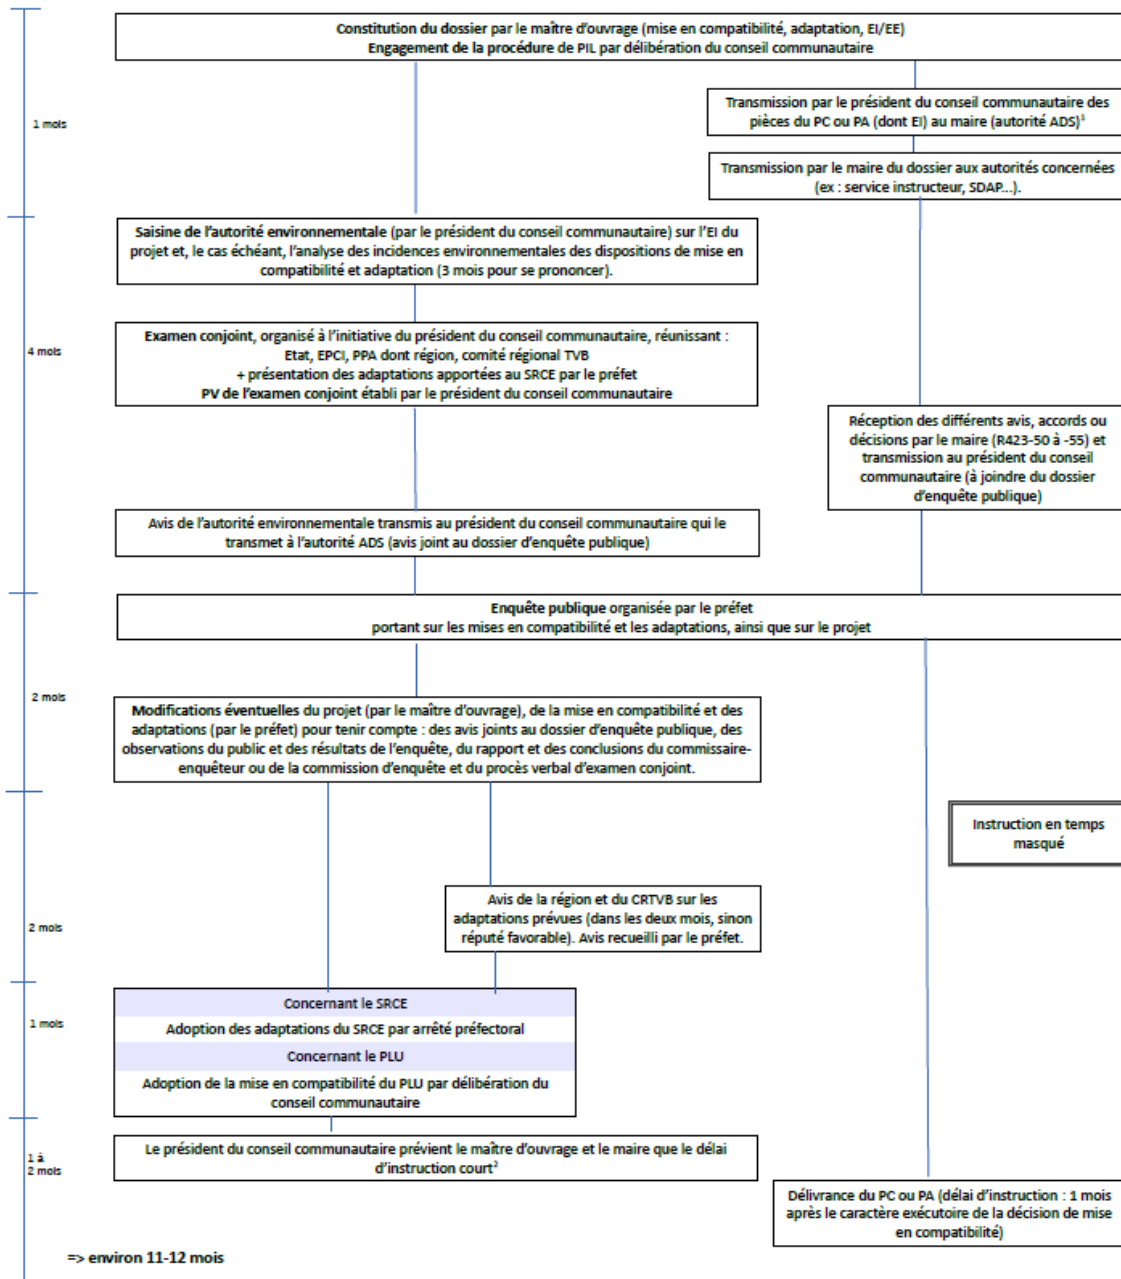 Constitution du dossier par le maître d'ouvrage (mise en compatibilité, adaptation, EI/EE)
Engagement de la procédure de PIL par délibération du conseil communautaire
Transmission par le président du conseil communautaire des
pièces du PC ou PA (dont EI) au maire (autorité ADS)¹
1 mois
Transmission par le maire du dossier aux autorités concernées
(ex : service instructeur, SDAP...).
Saisine de l'autorité environnementale (par le président du conseil communautaire) sur l'EI du
projet et, le cas échéant, l'analyse des incidences environnementales des dispositions de mise en
compatibilité et adaptation (3 mois pour se prononcer).
4 mois
Examen conjoint, organisé à l'initiative du président du conseil communautaire, réunissant :
Etat, EPCI, PPA dont région, comité régional TVB
+ présentation des adaptations apportées au SRCE par le préfet
PV de l'examen conjoint établi par le président du conseil communautaire
Réception des différents avis, accords ou
décisions par le maire (R423-50 à -55) et
transmission au président du conseil
communautaire (à joindre du dossier
d'enquête publique)
Avis de l'autorité environnementale transmis au président du conseil communautaire qui le
transmet à l'autorité ADS (avis joint au dossier d'enquête publique)
Enquête publique organisée par le préfet
portant sur les mises en compatibilité et les adaptations, ainsi que sur le projet
2 mois
Modifications éventuelles du projet (par le maître d'ouvrage), de la mise en compatibilité et des
adaptations (par le préfet) pour tenir compte : des avis joints au dossier d'enquête publique, des
observations du public et des résultats de l'enquête, du rapport et des conclusions du commissaire-
enquêteur ou de la commission d'enquête et du procès verbal d'examen conjoint.
Instruction en temps
masqué
2 mois
Avis de la région et du CRTVB sur les
adaptations prévues (dans les deux mois, sinon
réputé favorable). Avis recueilli par le préfet.
1 mois
Concernant le SRCE
Adoption des adaptations du SRCE par arrêté préfectoral
Concernant le PLU
Adoption de la mise en compatibilité du PLU par délibération du
conseil communautaire
1 à
2 mois
Le président du conseil communautaire prévient le maître d'ouvrage et le maire que le délai
d'instruction court²
Délivrance du PC ou PA (délai d'instruction : 1 mois
après le caractère exécutoire de la décision de mise
en compatibilité)
=> environ 11-12 mois